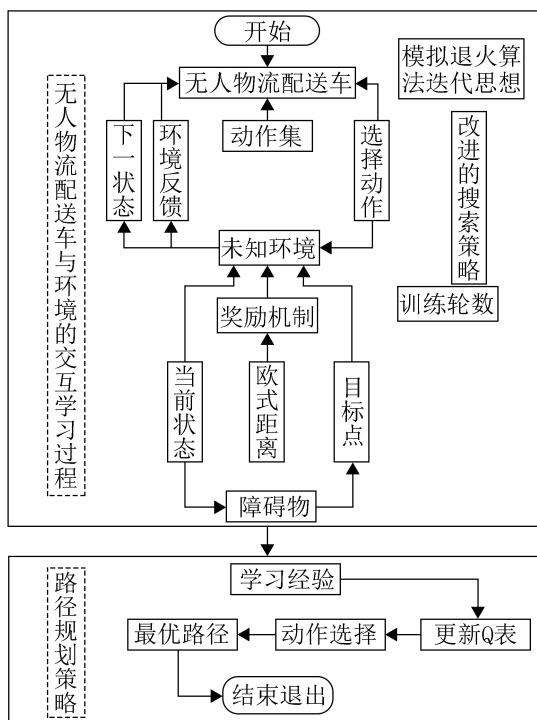 开始
无人物流配送车
模拟退火算
法迭代思想
无人物流配送车与环境的交互学习过程
下一状态
环境反馈
动作集
选择动作
改进的搜索策略
未知环境
训练轮数
奖励机制
当前状态
欧式距离
目标点
障碍物
路径规划策略
学习经验
最优路径
动作选择
更新Q表
结束退出